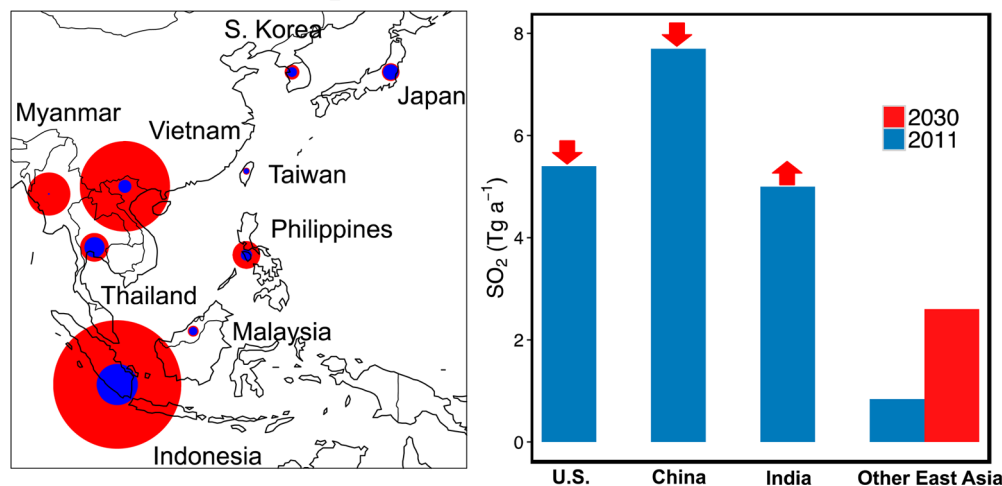 S. Korea
Japan
Myanmar
Vietnam
Taiwan
Philippines
Thailand
Malaysia
Indonesia
SO2 (Tg a−1)
8
6
4
2
0
2030
2011
U.S.
China
India
Other East Asia